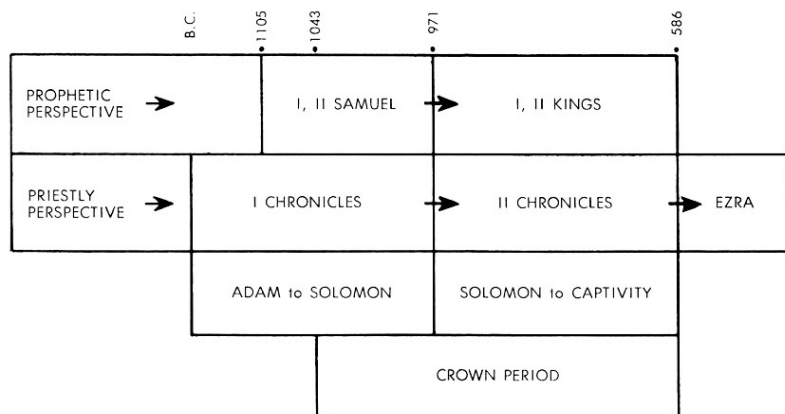 B.C.
1105
1043
971
586
PROPHETIC
PERSPECTIVE
I, II SAMUEL
I, II KINGS
PRIESTLY
PERSPECTIVE
I CHRONICLES
II CHRONICLES
EZRA
ADAM to SOLOMON
SOLOMON to CAPTIVITY
CROWN PERIOD